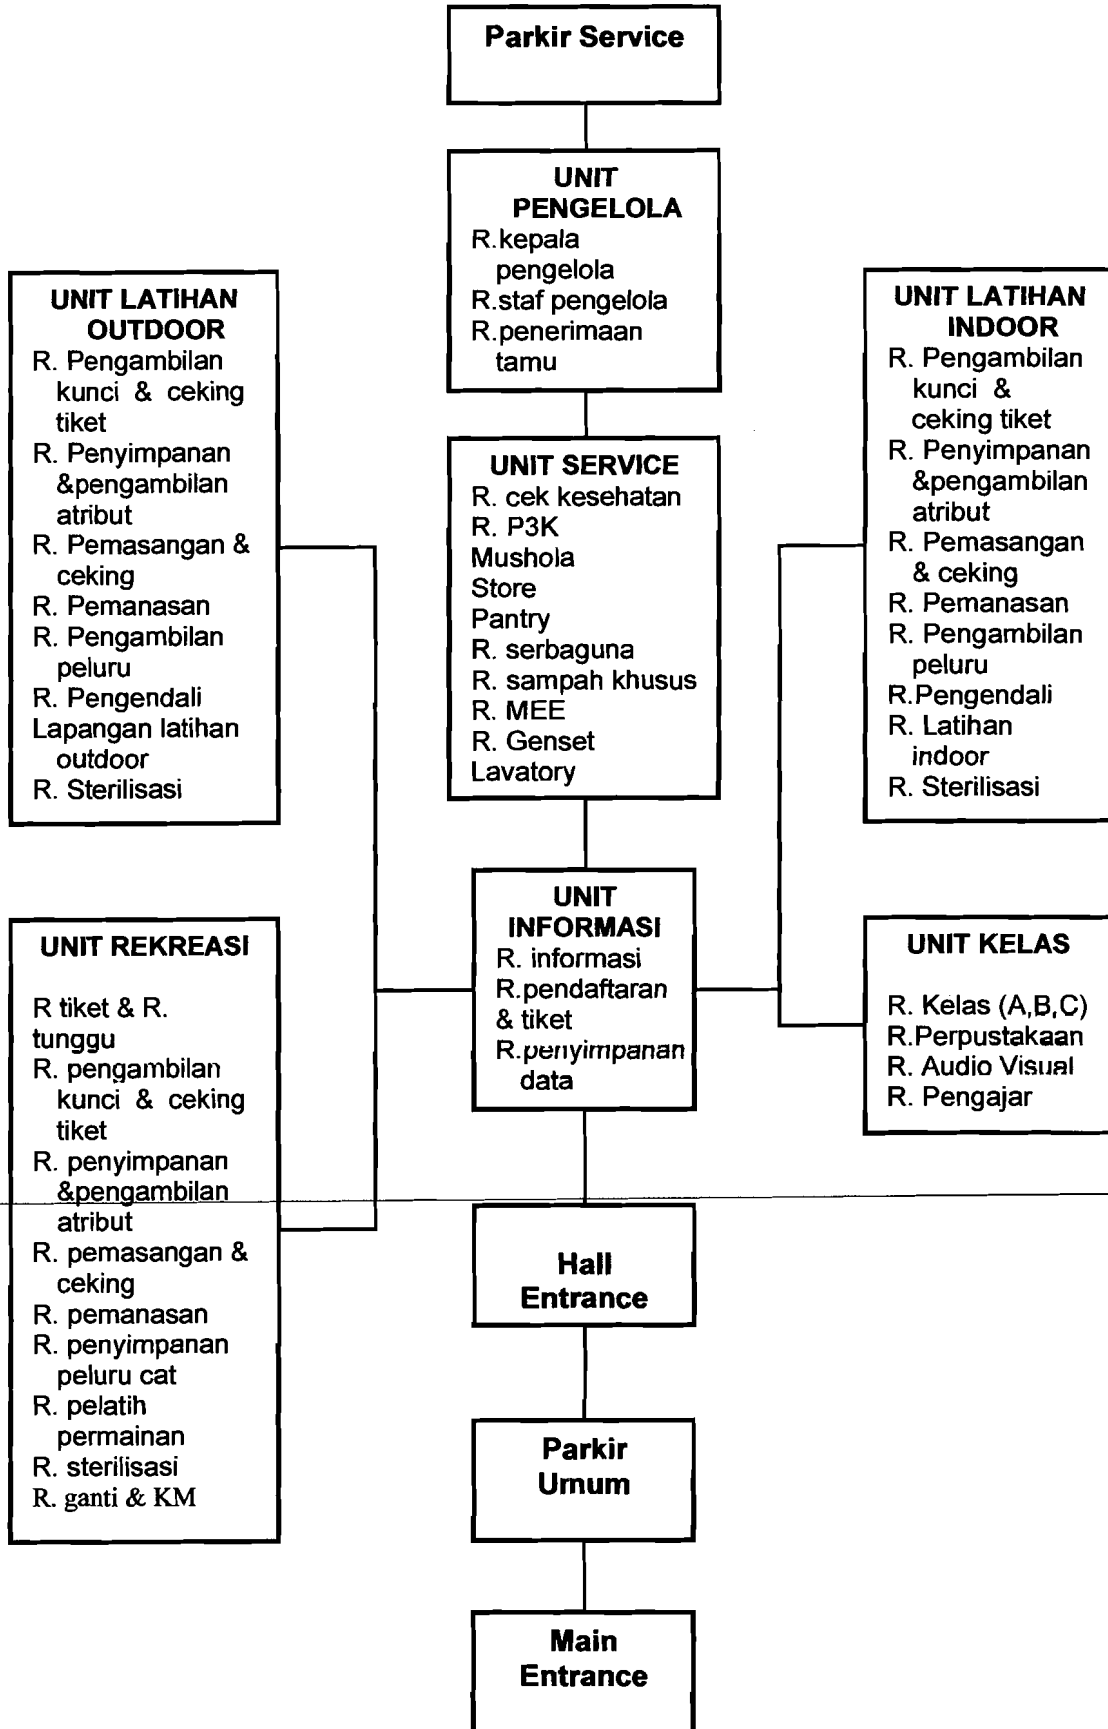 Parkir Service
UNIT
PENGELOLA
R.kepala
pengelola
R.staf pengelola
R.penerimaan
tamu
UNIT LATIHAN
OUTDOOR
R. Pengambilan
kunci & ceking
tiket
R. Penyimpanan
&pengambilan
atribut
R. Pemasangan &
ceking
R. Pemanasan
R. Pengambilan
peluru
R. Pengendali
Lapangan latihan
outdoor
R. Sterilisasi
UNIT SERVICE
R. cek kesehatan
R. P3K
Mushola
Store
Pantry
R. serbaguna
R. sampah khusus
R. MEE
R. Genset
Lavatory
UNIT LATIHAN
INDOOR
R. Pengambilan
kunci &
ceking tiket
R. Penyimpanan
&pengambilan
atribut
R. Pemasangan
& ceking
R. Pemanasan
R. Pengambilan
peluru
R.Pengendali
R. Latihan
indoor
R. Sterilisasi
UNIT REKREASI
R tiket & R.
tunggu
R. pengambilan
kunci & ceking
tiket
R. penyimpanan
&pengambilan
atribut
R. pemasangan &
ceking
R. pemanasan
R. penyimpanan
peluru cat
R. pelatih
permainan
R. sterilisasi
R. ganti & KM
UNIT
INFORMASI
R. informasi
R.pendaftaran
& tiket
R.penyimpanan
data
UNIT KELAS
R. Kelas (A,B,C)
R.Perpustakaan
R. Audio Visual
R. Pengajar
Hall
Entrance
Parkir
Umum
Main
Entrance